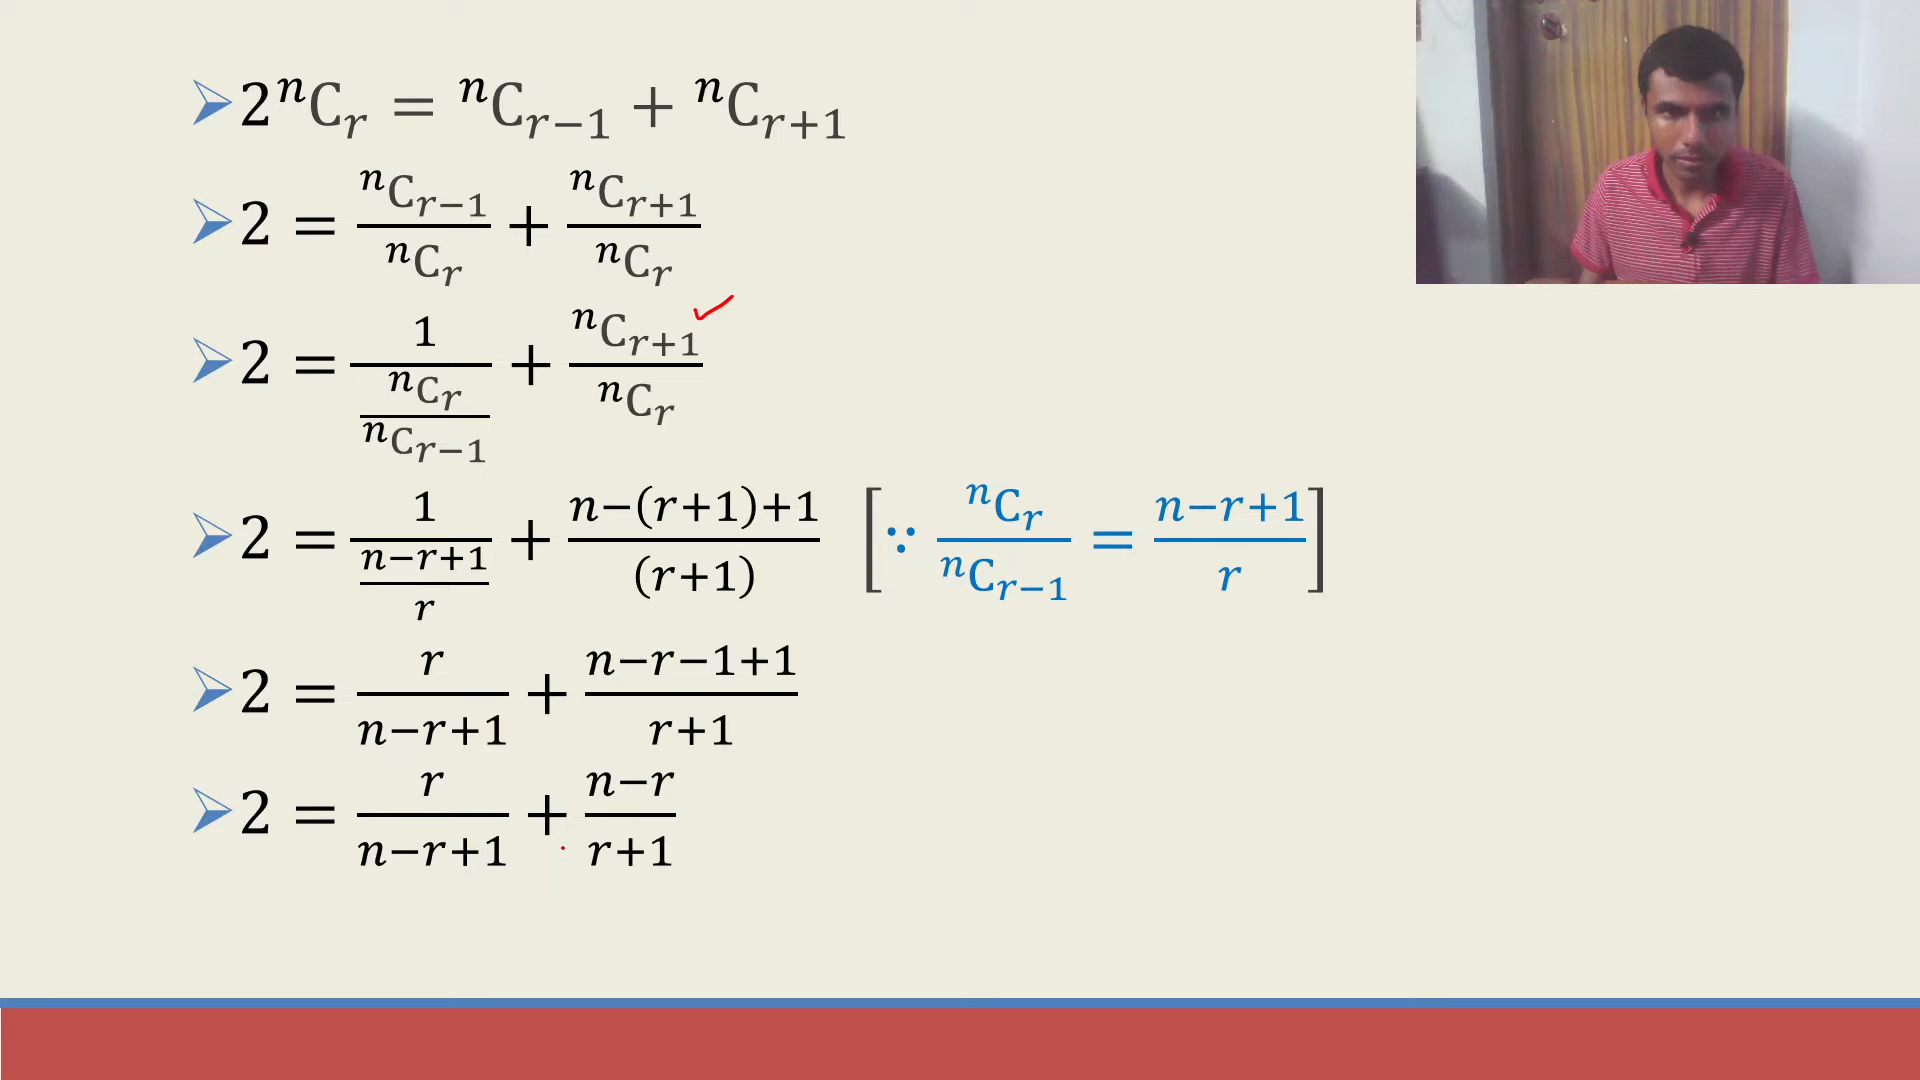 ➢2ⁿCᵣ = ⁿCᵣ₋₁ + ⁿCᵣ₊₁
➢2 = ⁿCᵣ₋₁/ⁿCᵣ + ⁿCᵣ₊₁/ⁿCᵣ
➢2 = 1/(ⁿCᵣ/ⁿCᵣ₋₁) + ⁿCᵣ₊₁/ⁿCᵣ
➢2 = 1/((n−r+1)/r) + (n−(r+1)+1)/(r+1) [∵ ⁿCᵣ/ⁿCᵣ₋₁ = (n−r+1)/r]
➢2 = r/(n−r+1) + (n−r−1+1)/(r+1)
➢2 = r/(n−r+1) + (n−r)/(r+1)